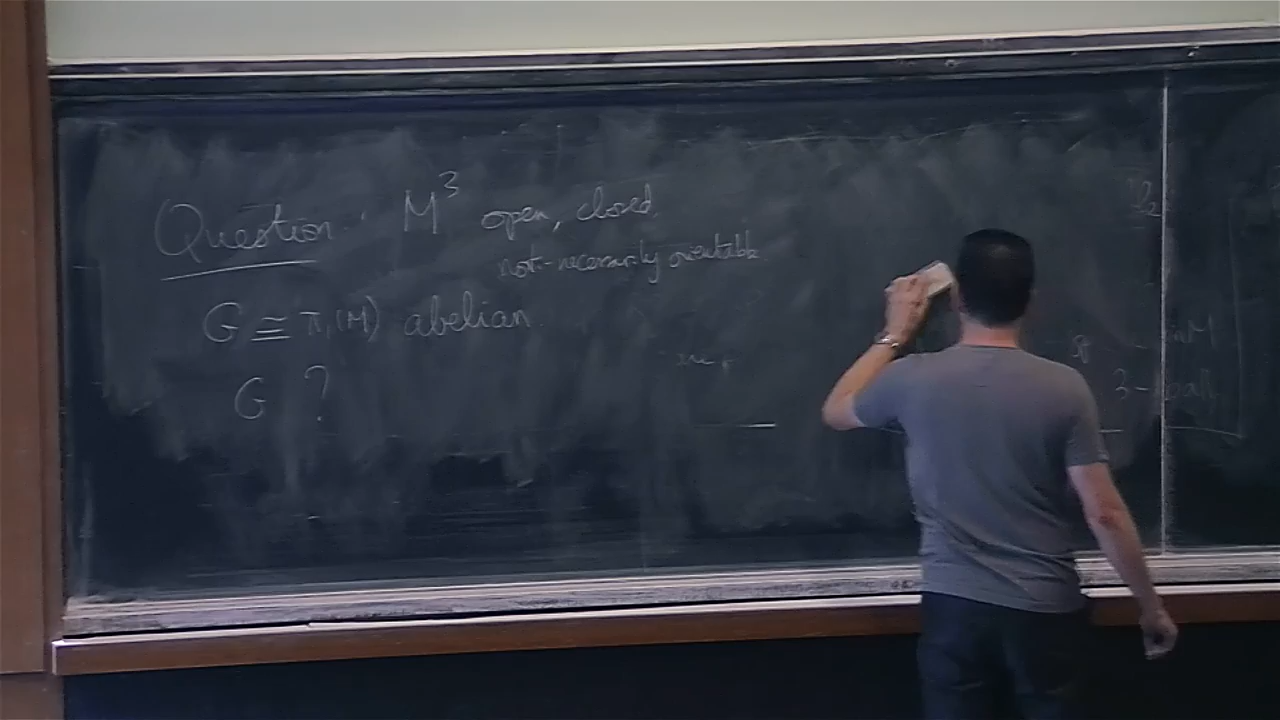 Question: M³ open, closed,
not-necessarily orientable
G ≅ π₁(M) abelian.
G ?